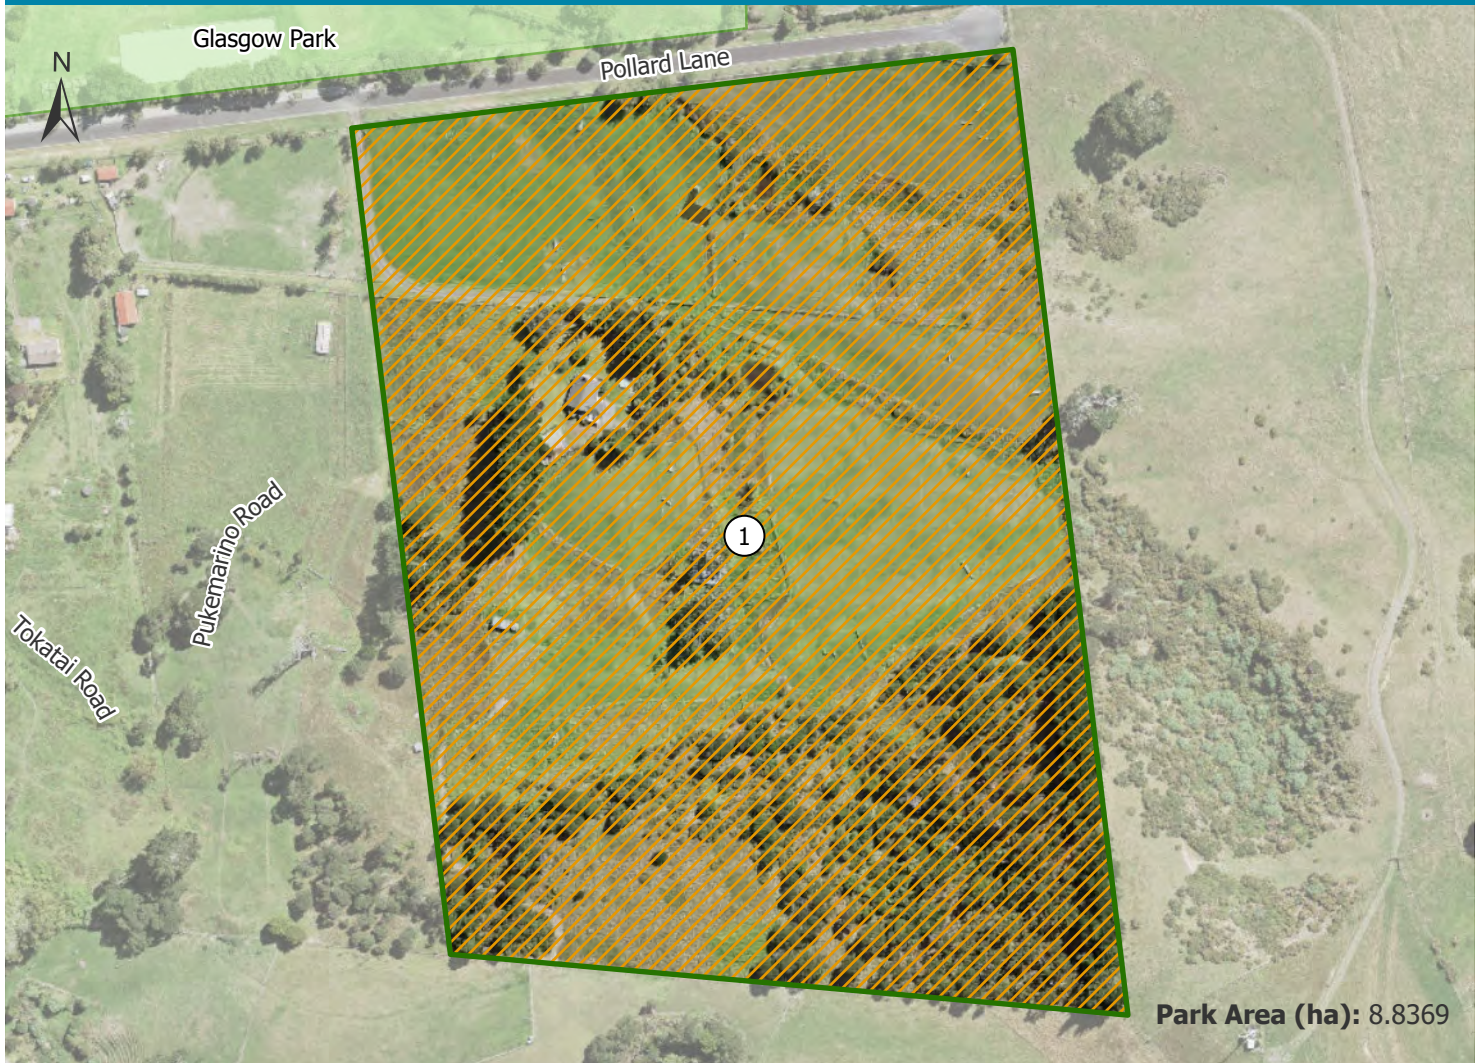 Glasgow Park
N
Pollard Lane
1
Pukemarino Road
Tokatai Road
Park Area (ha): 8.8369